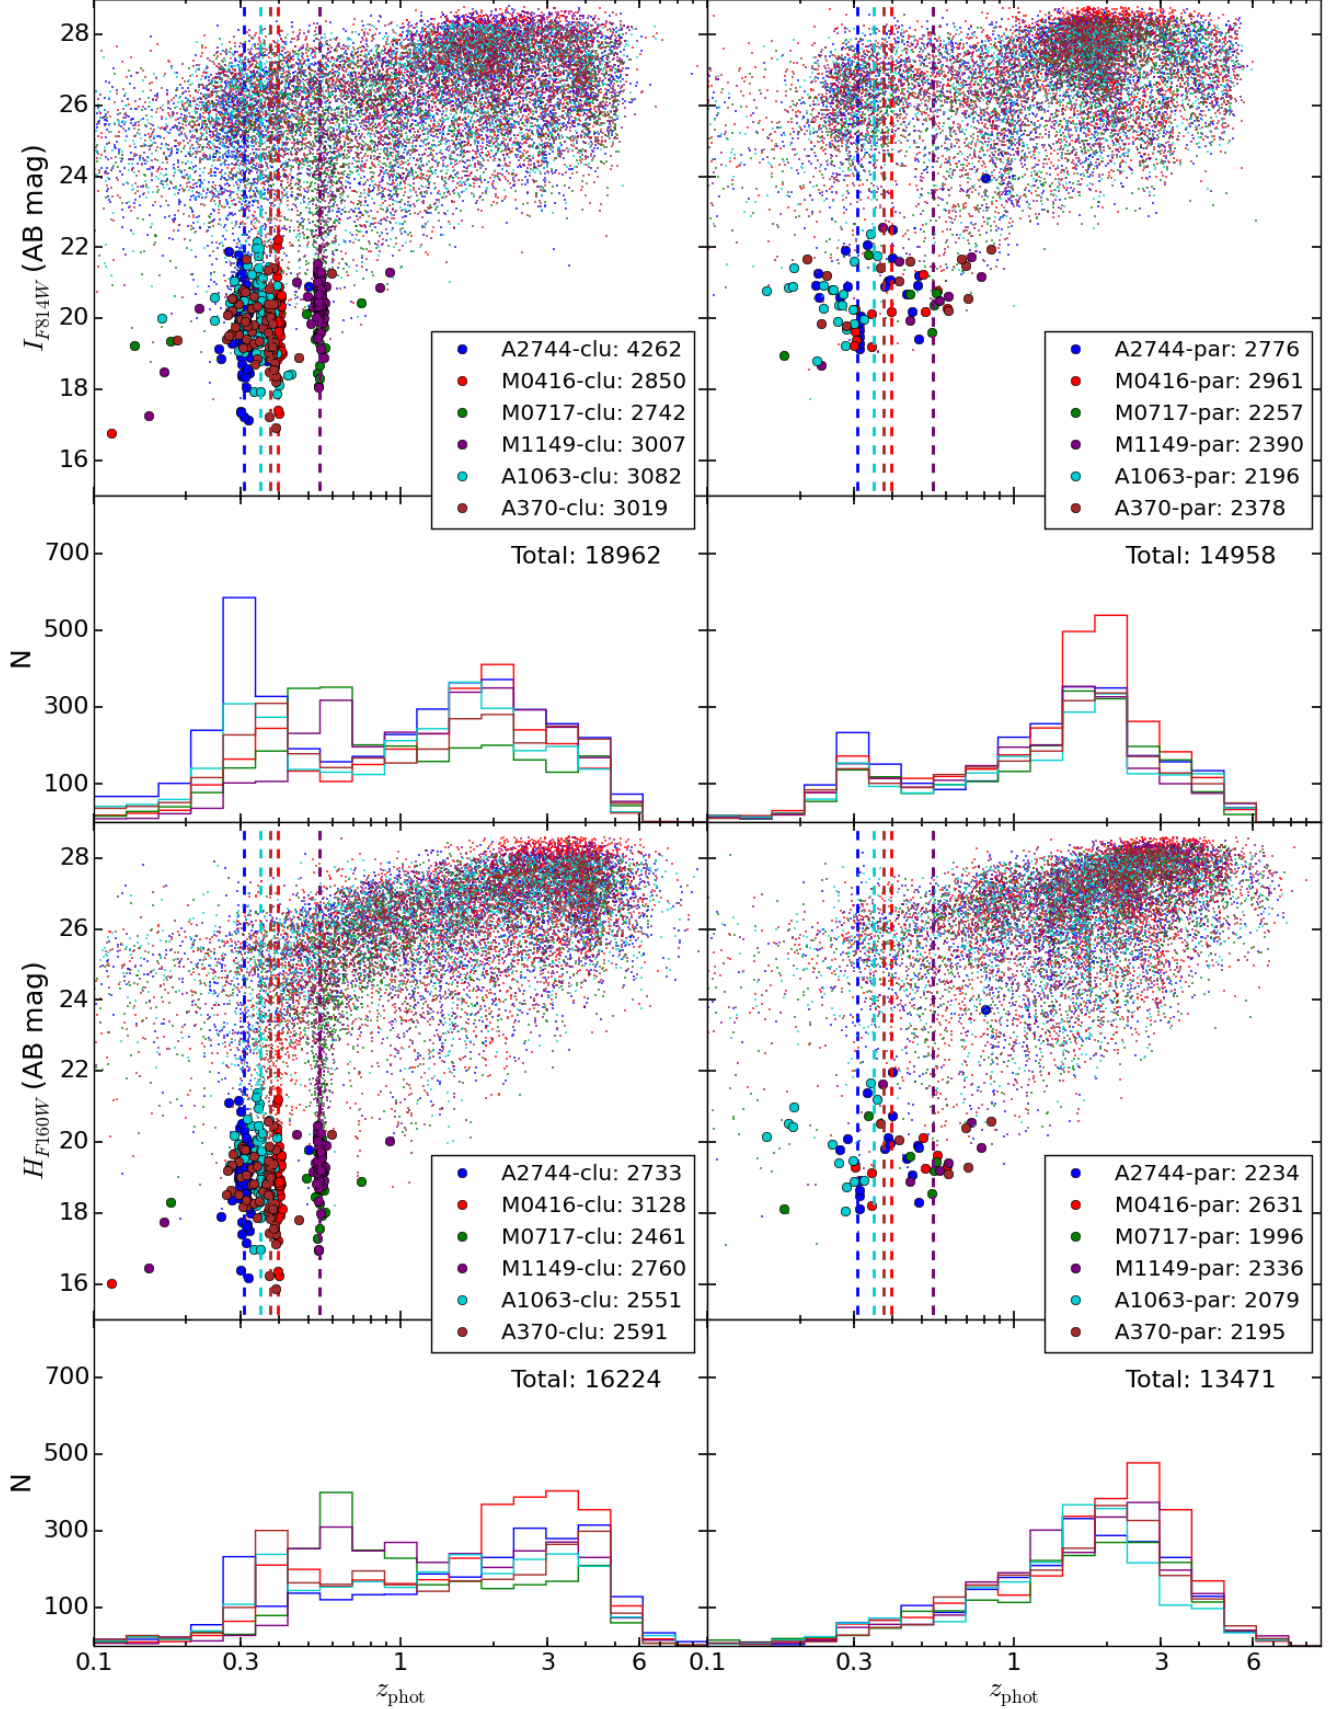 28
26
24
22
20
18
16
I_F814W (AB mag)
A2744-clu: 4262
M0416-clu: 2850
M0717-clu: 2742
M1149-clu: 3007
A1063-clu: 3082
A370-clu: 3019
A2744-par: 2776
M0416-par: 2961
M0717-par: 2257
M1149-par: 2390
A1063-par: 2196
A370-par: 2378
700
500
300
100
N
Total: 18962
Total: 14958
28
26
24
22
20
18
16
H_F160W (AB mag)
A2744-clu: 2733
M0416-clu: 3128
M0717-clu: 2461
M1149-clu: 2760
A1063-clu: 2551
A370-clu: 2591
A2744-par: 2234
M0416-par: 2631
M0717-par: 1996
M1149-par: 2336
A1063-par: 2079
A370-par: 2195
700
500
300
100
N
Total: 16224
Total: 13471
0.1 0.3 1 3 6 0.1 0.3 1 3 6
z_phot z_phot